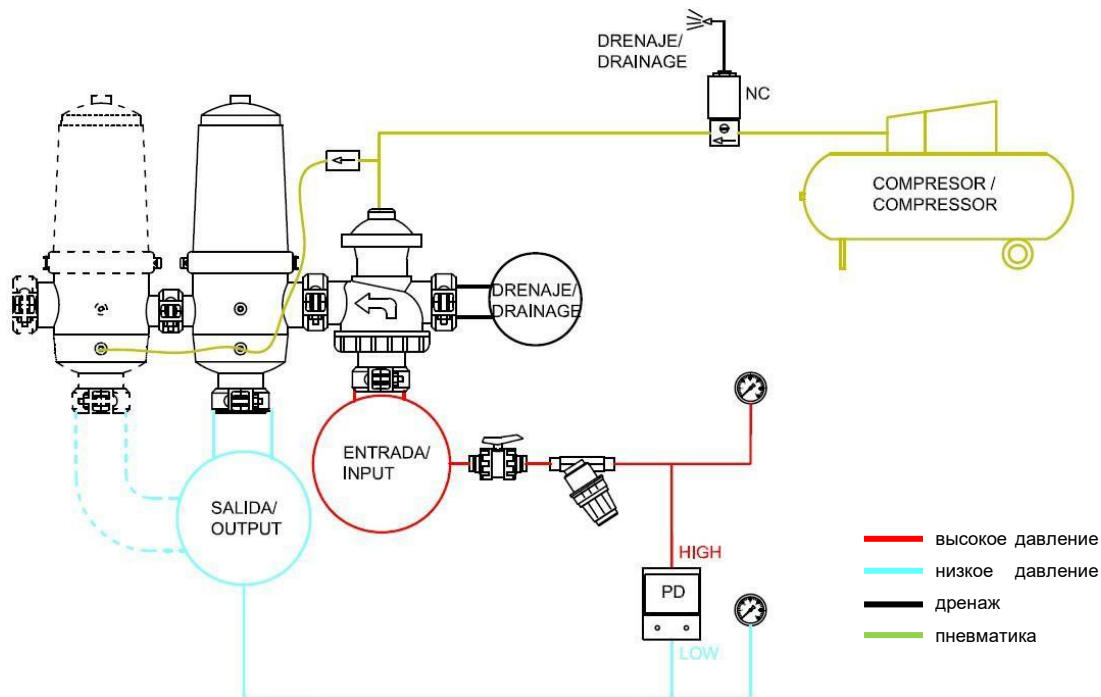 DRENAJE/
DRAINAGE
NC
COMPRESOR /
COMPRESSOR
DRENAJE/
DRAINAGE
ENTRADA/
INPUT
SALIDA/
OUTPUT
HIGH
PD
LOW
высокое давление
низкое давление
дренаж
пневматика